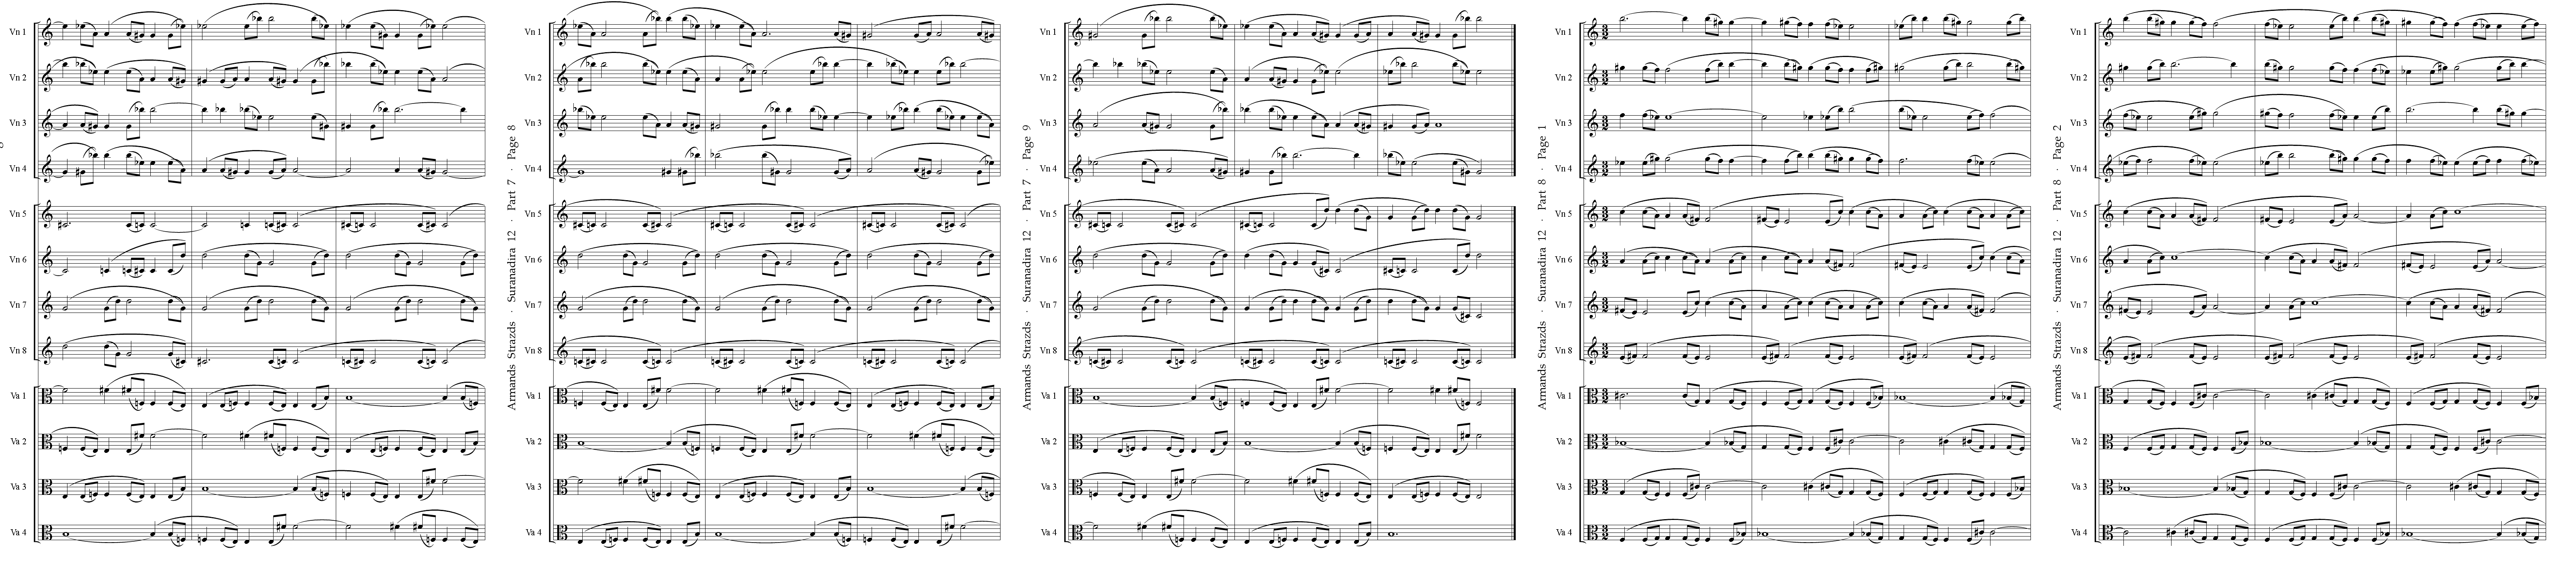 Vn 1
Vn 2
Vn 3
Vn 4
Vn 5
Vn 6
Vn 7
Vn 8
Va 1
Va 2
Va 3
Va 4
Armands Strazds · Suranadira 12 · Part 7 · Page 8
Vn 1
Vn 2
Vn 3
Vn 4
Vn 5
Vn 6
Vn 7
Vn 8
Va 1
Va 2
Va 3
Va 4
Armands Strazds · Suranadira 12 · Part 7 · Page 9
Vn 1
Vn 2
Vn 3
Vn 4
Vn 5
Vn 6
Vn 7
Vn 8
Va 1
Va 2
Va 3
Va 4
Armands Strazds · Suranadira 12 · Part 8 · Page 1
Vn 1
Vn 2
Vn 3
Vn 4
Vn 5
Vn 6
Vn 7
Vn 8
Va 1
Va 2
Va 3
Va 4
Armands Strazds · Suranadira 12 · Part 8 · Page 2
Vn 1
Vn 2
Vn 3
Vn 4
Vn 5
Vn 6
Vn 7
Vn 8
Va 1
Va 2
Va 3
Va 4